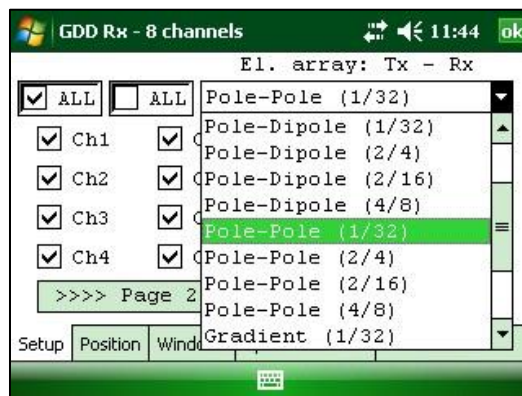 GDD Rx - 8 channels 11:44 ok
El. array: Tx - Rx
ALL ALL Pole-Pole (1/32)
Ch1 Pole-Dipole (1/32)
Pole-Dipole (2/4)
Ch2 Pole-Dipole (2/16)
Ch3 Pole-Dipole (4/8)
Pole-Pole (1/32)
Ch4 Pole-Pole (2/4)
Pole-Pole (2/16)
>>>> Page 2 Pole-Pole (4/8)
Setup Position Gradient (1/32)